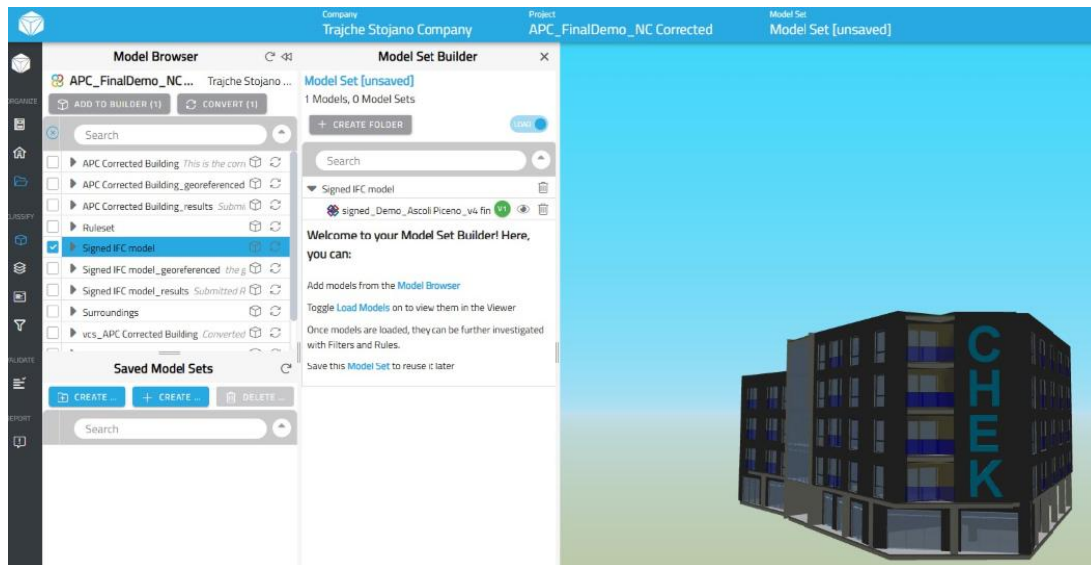 Company
Trajche Stojano Company
Project
APC_FinalDemo_NC Corrected
Model Set
Model Set [unsaved]
ORGANIZE
CLASSIFY
VALIDATE
REPORT
Model Browser
APC_FinalDemo_NC... Trajche Stojano ...
ADD TO BUILDER (1) CONVERT (1)
Search
APC Corrected Building This is the corn
APC Corrected Building_georeferenced
APC Corrected Building_results Submi
Ruleset
Signed IFC model
Signed IFC model_georeferenced the g
Signed IFC model_results Submitted R
Surroundings
vcs_APC Corrected Building Converted
Saved Model Sets
CREATE ... + CREATE ... DELETE ...
Search
Model Set Builder
Model Set [unsaved]
1 Models, 0 Model Sets
+ CREATE FOLDER LOAD
Search
Signed IFC model
signed_Demo_Ascoli Piceno_v4 fin V1
Welcome to your Model Set Builder! Here,
you can:
Add models from the Model Browser
Toggle Load Models on to view them in the Viewer
Once models are loaded, they can be further investigated
with Filters and Rules.
Save this Model Set to reuse it later
CHEK